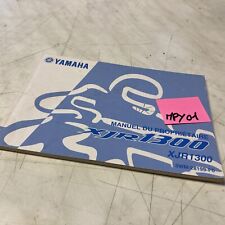 YAMAHA
MPY01
MANUEL DU PROPRIÉTAIRE
XJR1300
XJR1300